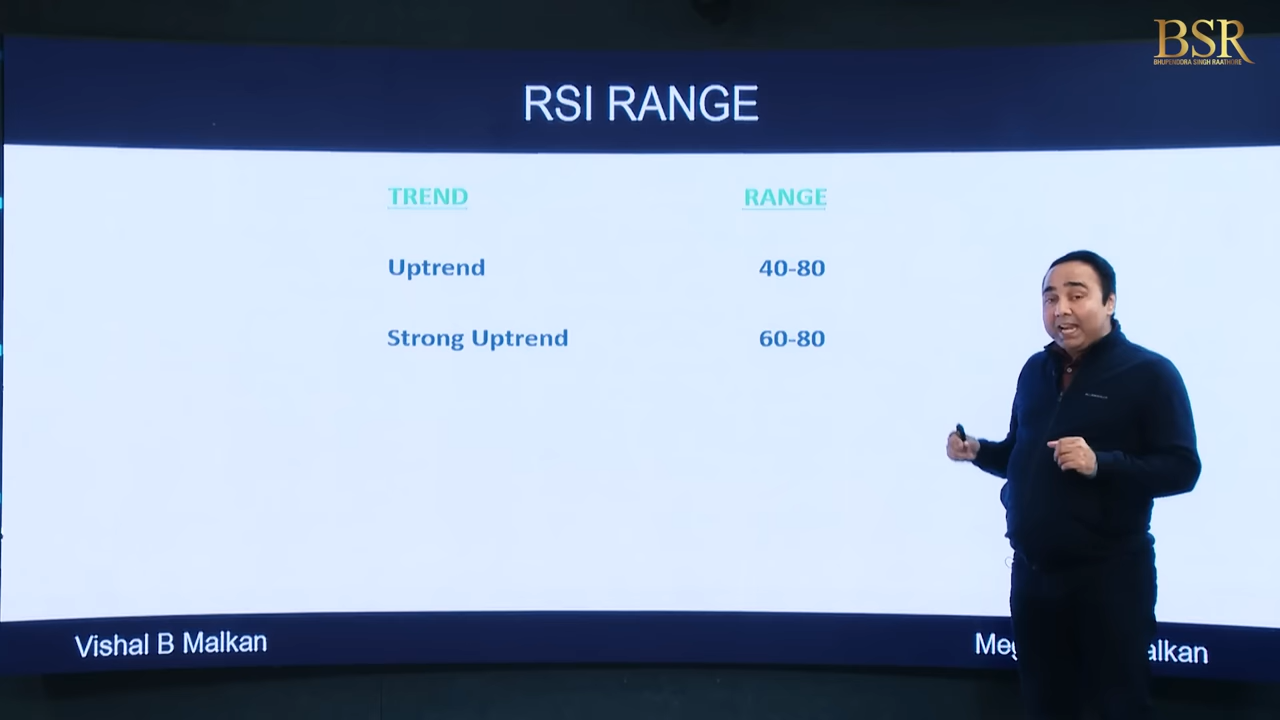 BSR
BHUPENDRA SINGH RAATHORE
RSI RANGE
TREND RANGE
Uptrend 40-80
Strong Uptrend 60-80
Vishal B Malkan